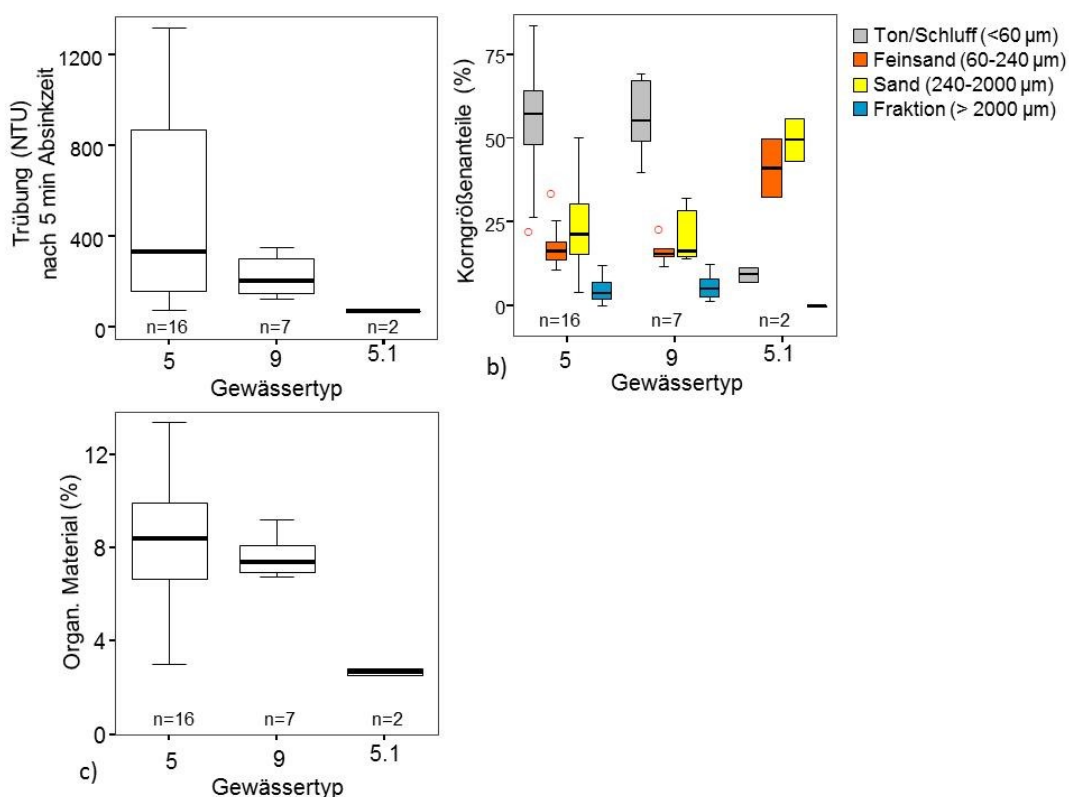 Trübung (NTU)
nach 5 min Absinkzeit
1200
800
400
0
n=16
n=7
n=2
5
9
5.1
Gewässertyp
Korngrößenanteile (%)
75
50
25
0
n=16
n=7
n=2
5
9
5.1
b)
Gewässertyp
Ton/Schluff (<60 µm)
Feinsand (60-240 µm)
Sand (240-2000 µm)
Fraktion (> 2000 µm)
Organ. Material (%)
12
8
4
0
n=16
n=7
n=2
5
9
5.1
c)
Gewässertyp